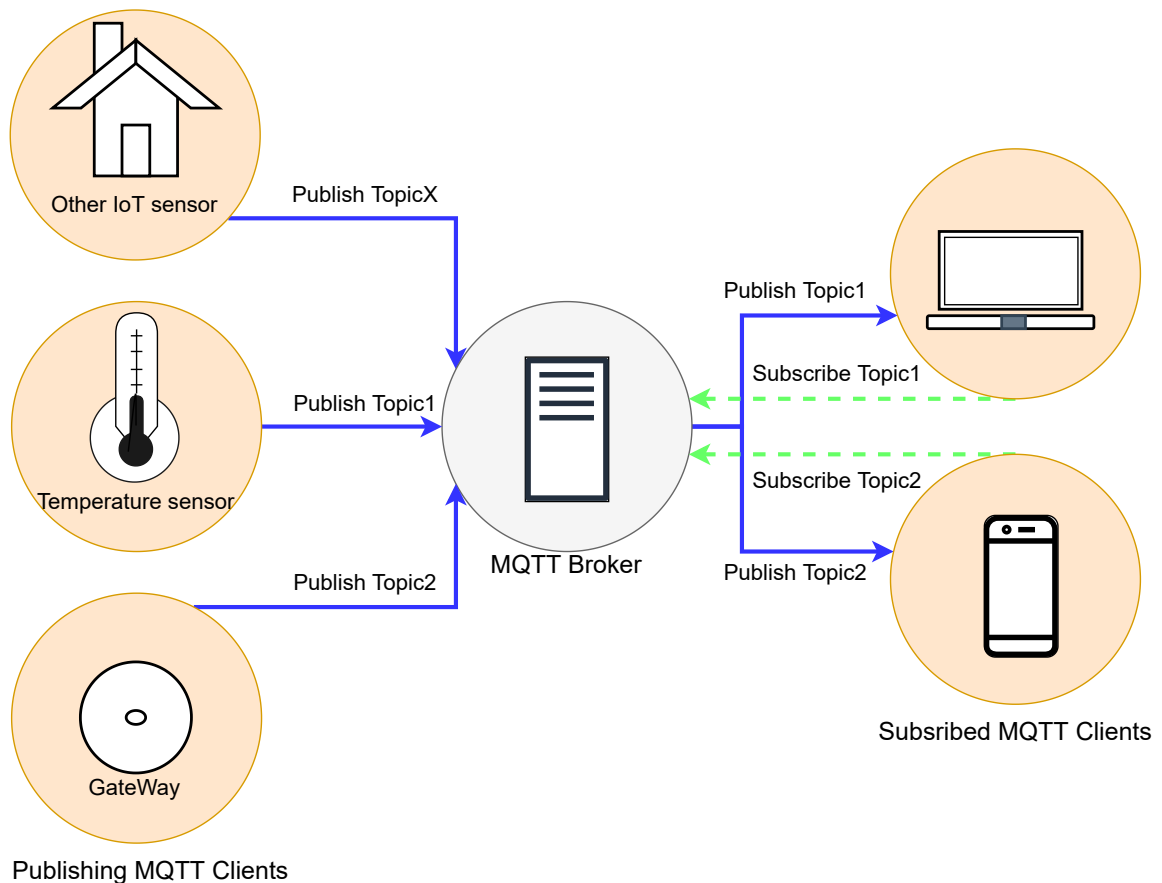 Other IoT sensor
Publish TopicX
Temperature sensor
Publish Topic1
GateWay
Publish Topic2
Publishing MQTT Clients
MQTT Broker
Publish Topic1
Subscribe Topic1
Subscribe Topic2
Publish Topic2
Subsribed MQTT Clients